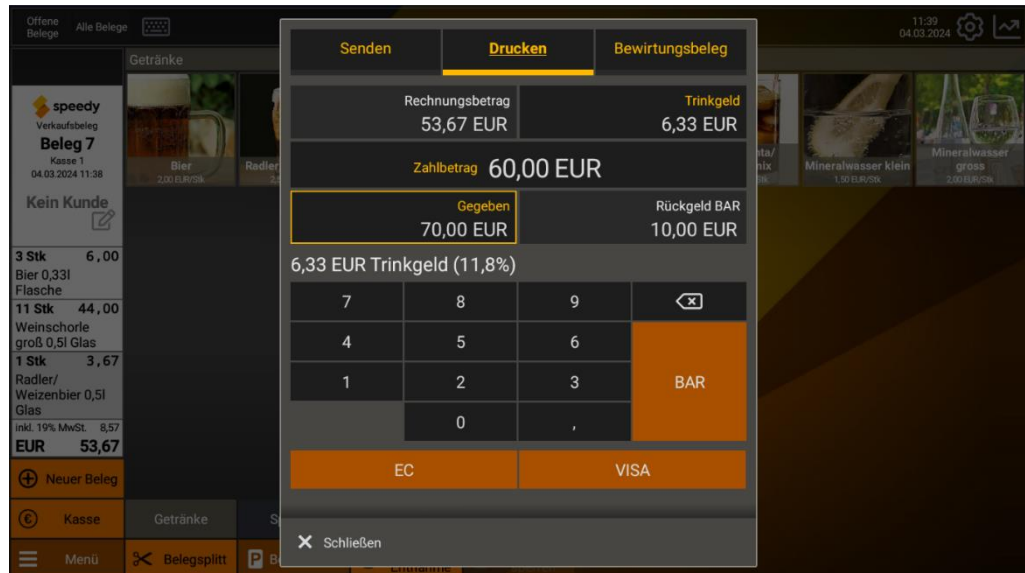 Offene
Belege
Alle Belege
11:39
04.03.2024
Getränke
speedy
Verkaufsbeleg
Beleg 7
Kasse 1
04.03.2024 11:38
Kein Kunde
3 Stk 6,00
Bier 0,33l
Flasche
11 Stk 44,00
Weinschorle
groß 0,5l Glas
1 Stk 3,67
Radler/
Weizenbier 0,5l
Glas
inkl. 19% MwSt. 8,57
EUR 53,67
Neuer Beleg
Kasse
Menü
Bier
2,00 EUR/Stk
Radler
Mineralwasser klein
1,50 EUR/Stk
Mineralwasser
gross
2,00 EUR/Stk
Senden
Drucken
Bewirtungsbeleg
Rechnungsbetrag
53,67 EUR
Trinkgeld
6,33 EUR
Zahlbetrag 60,00 EUR
Gegeben
70,00 EUR
Rückgeld BAR
10,00 EUR
6,33 EUR Trinkgeld (11,8%)
7 8 9
4 5 6
1 2 3 BAR
0 ,
EC VISA
Schließen
Getränke
Belegsplitt
P